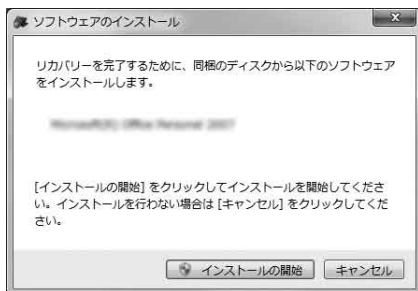 ソフトウェアのインストール
リカバリーを完了するために、同梱のディスクから以下のソフトウェア
をインストールします。
Microsoft(R) Office Personal 2007
[インストールの開始] をクリックしてインストールを開始してくださ
い。インストールを行わない場合は [キャンセル] をクリックしてくだ
さい。
インストールの開始
キャンセル